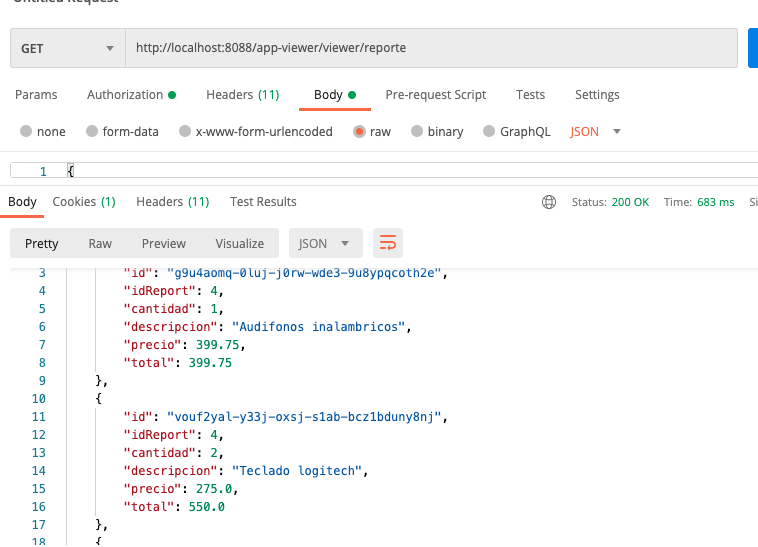 Untitled Request
GET http://localhost:8088/app-viewer/viewer/reporte
Params Authorization Headers (11) Body Pre-request Script Tests Settings
none form-data x-www-form-urlencoded raw binary GraphQL JSON
1 {
Body Cookies (1) Headers (11) Test Results Status: 200 OK Time: 683 ms Si
Pretty Raw Preview Visualize JSON
3 "id": "g9u4aomq-0luj-j0rw-wde3-9u8ypqcoth2e",
4 "idReport": 4,
5 "cantidad": 1,
6 "descripcion": "Audifonos inalambricos",
7 "precio": 399.75,
8 "total": 399.75
9 },
10 {
11 "id": "vouf2yal-y33j-oxsj-s1ab-bcz1bduny8nj",
12 "idReport": 4,
13 "cantidad": 2,
14 "descripcion": "Teclado logitech",
15 "precio": 275.0,
16 "total": 550.0
17 },
18 {